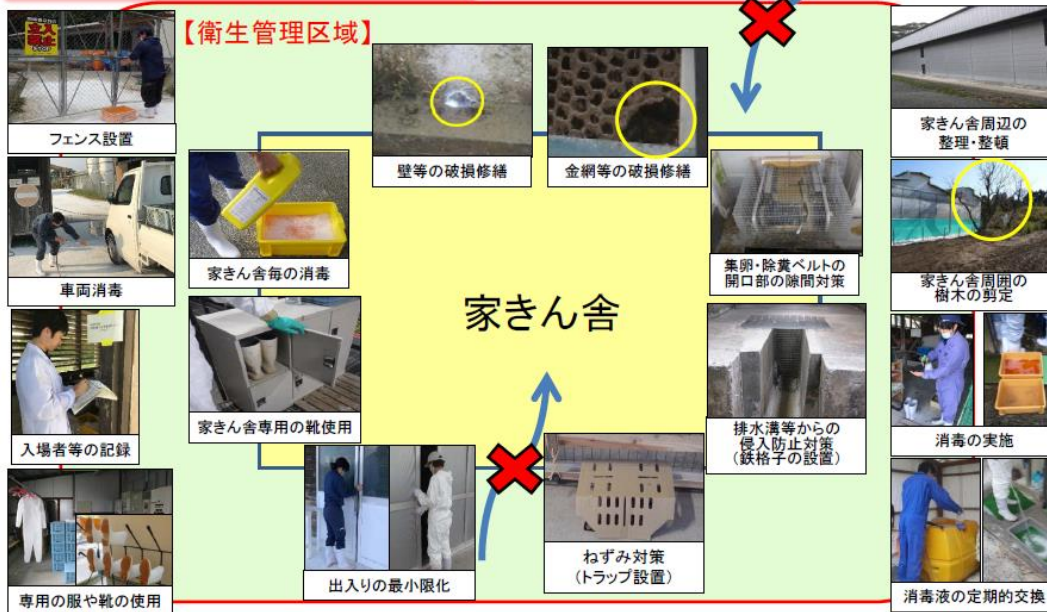 【衛生管理区域】
立入
禁止
フェンス設置
車両消毒
入場者等の記録
専用の服や靴の使用
家きん舎毎の消毒
家きん舎専用の靴使用
壁等の破損修繕
金網等の破損修繕
家きん舎
出入りの最小限化
ねずみ対策
(トラップ設置)
集卵・除糞ベルトの
開口部の隙間対策
排水溝等からの
侵入防止対策
(鉄格子の設置)
家きん舎周辺の
整理・整頓
家きん舎周囲の
樹木の剪定
消毒の実施
消毒液の定期的交換